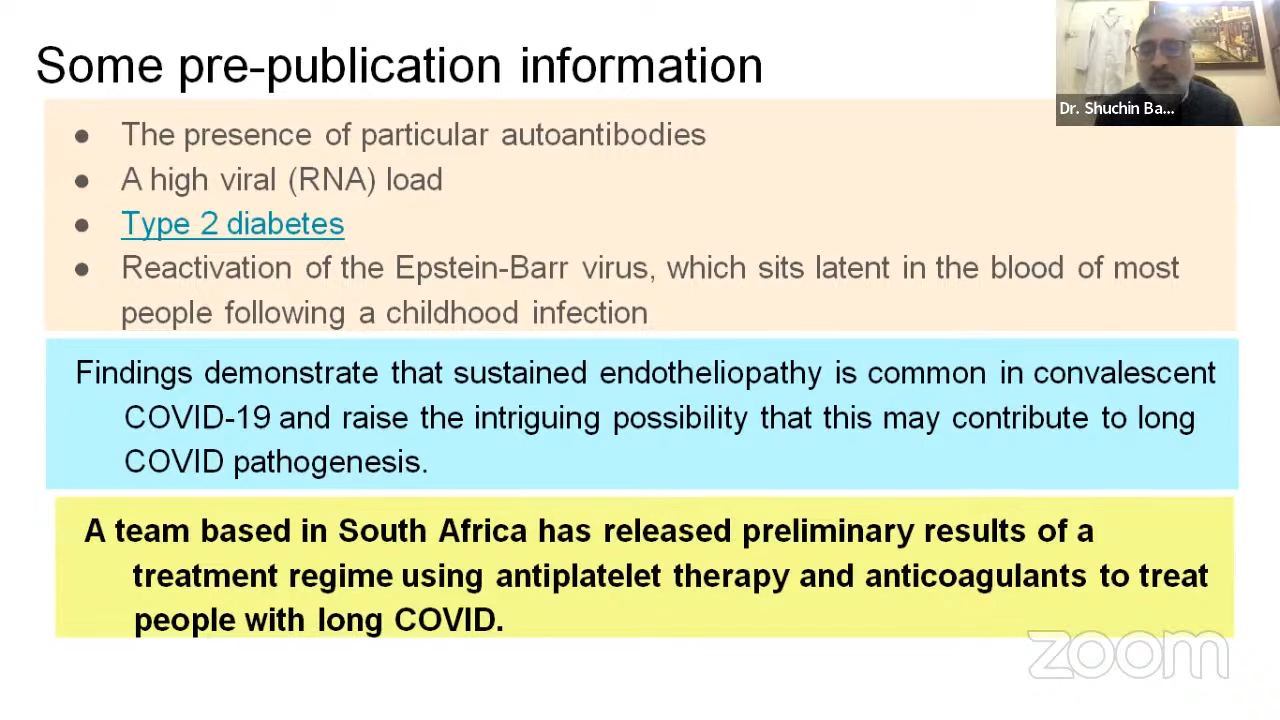 Some pre-publication information
Dr. Shuchin Ba...
● The presence of particular autoantibodies
● A high viral (RNA) load
● Type 2 diabetes
● Reactivation of the Epstein-Barr virus, which sits latent in the blood of most
people following a childhood infection
Findings demonstrate that sustained endotheliopathy is common in convalescent
COVID-19 and raise the intriguing possibility that this may contribute to long
COVID pathogenesis.
A team based in South Africa has released preliminary results of a
treatment regime using antiplatelet therapy and anticoagulants to treat
people with long COVID.
zoom